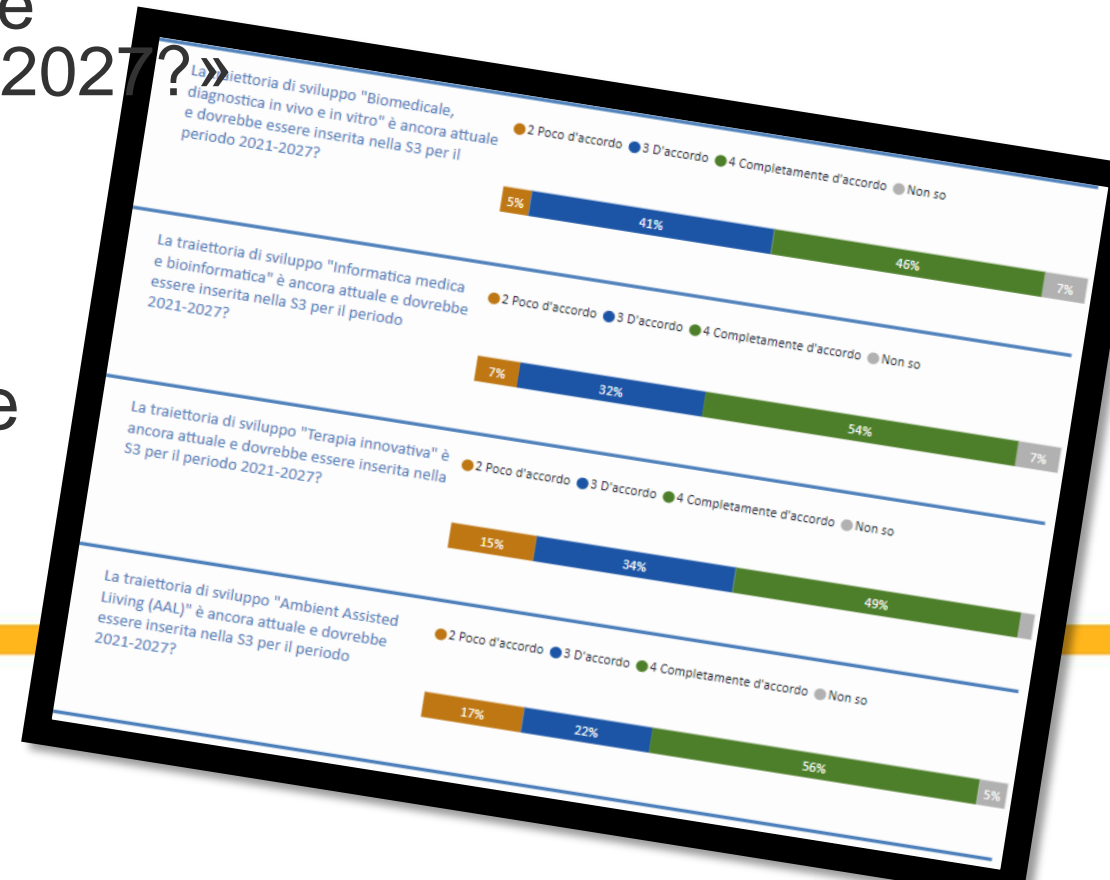 e
2027?»
e
La traiettoria di sviluppo "Biomedicale,
diagnostica in vivo e in vitro" è ancora attuale
e dovrebbe essere inserita nella S3 per il
periodo 2021-2027?
2 Poco d'accordo 3 D'accordo 4 Completamente d'accordo Non so
5% 41% 46% 7%
La traiettoria di sviluppo "Informatica medica
e bioinformatica" è ancora attuale e dovrebbe
essere inserita nella S3 per il periodo
2021-2027?
2 Poco d'accordo 3 D'accordo 4 Completamente d'accordo Non so
7% 32% 54% 7%
La traiettoria di sviluppo "Terapia innovativa" è
ancora attuale e dovrebbe essere inserita nella
S3 per il periodo 2021-2027?
2 Poco d'accordo 3 D'accordo 4 Completamente d'accordo Non so
15% 34% 49%
La traiettoria di sviluppo "Ambient Assisted
Liiving (AAL)" è ancora attuale e dovrebbe
essere inserita nella S3 per il periodo
2021-2027?
2 Poco d'accordo 3 D'accordo 4 Completamente d'accordo Non so
17% 22% 56% 5%